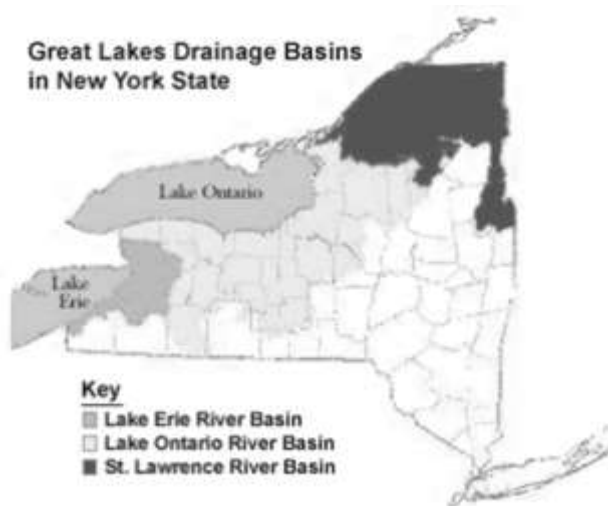 Great Lakes Drainage Basins
in New York State
Lake Ontario
Lake
Erie
Key
Lake Erie River Basin
Lake Ontario River Basin
St. Lawrence River Basin